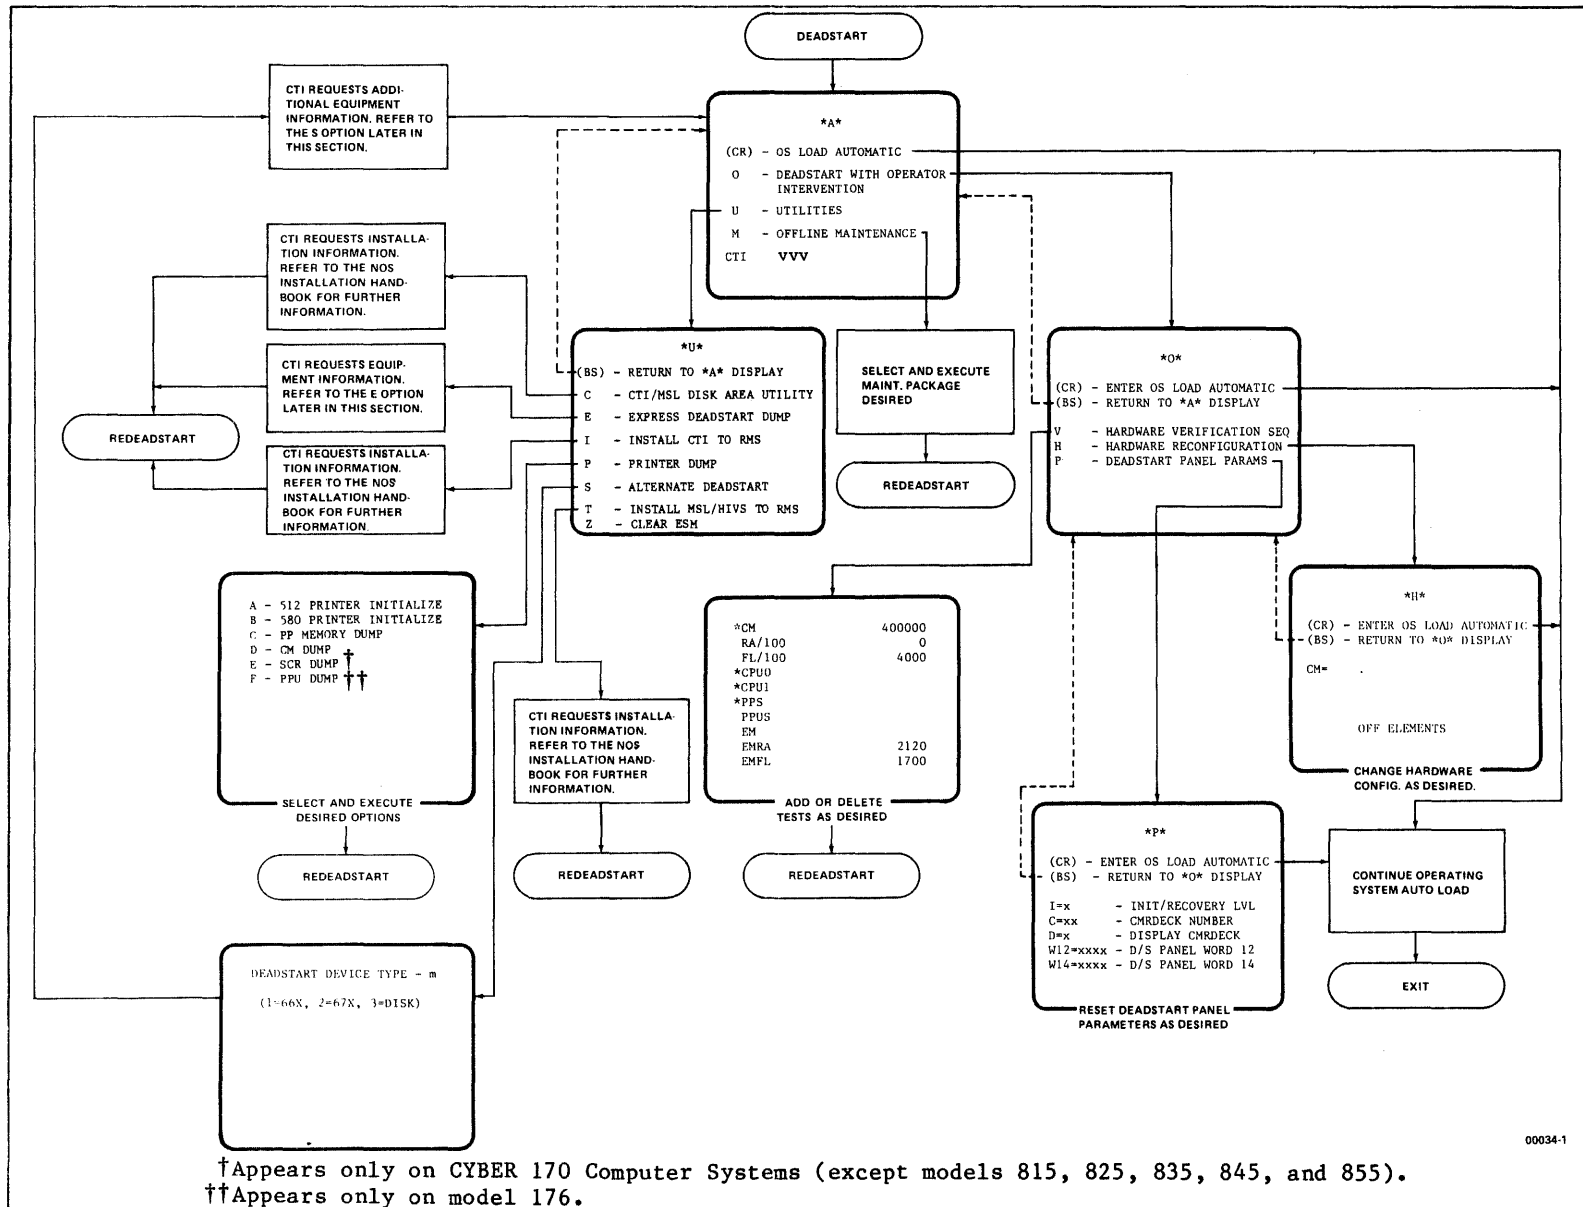 DEADSTART
CTI REQUESTS ADDI-
TIONAL EQUIPMENT
INFORMATION. REFER TO
THE S OPTION LATER IN
THIS SECTION.
*A*
(CR) - OS LOAD AUTOMATIC
O - DEADSTART WITH OPERATOR
INTERVENTION
U - UTILITIES
M - OFFLINE MAINTENANCE
CTI VVV
CTI REQUESTS INSTALLA-
TION INFORMATION.
REFER TO THE NOS
INSTALLATION HAND-
BOOK FOR FURTHER
INFORMATION.
CTI REQUESTS EQUIP-
MENT INFORMATION.
REFER TO THE E OPTION
LATER IN THIS SECTION.
REDEADSTART
CTI REQUESTS INSTALLA-
TION INFORMATION.
REFER TO THE NOS
INSTALLATION HAND-
BOOK FOR FURTHER
INFORMATION.
*U*
(BS) - RETURN TO *A* DISPLAY
C - CTI/MSL DISK AREA UTILITY
E - EXPRESS DEADSTART DUMP
I - INSTALL CTI TO RMS
P - PRINTER DUMP
S - ALTERNATE DEADSTART
T - INSTALL MSL/HIVS TO RMS
Z - CLEAR ESM
SELECT AND EXECUTE
MAINT. PACKAGE
DESIRED
REDEADSTART
*O*
(CR) - ENTER OS LOAD AUTOMATIC
(BS) - RETURN TO *A* DISPLAY
V - HARDWARE VERIFICATION SEQ
H - HARDWARE RECONFIGURATION
P - DEADSTART PANEL PARAMS
A - 512 PRINTER INITIALIZE
B - 580 PRINTER INITIALIZE
C - PP MEMORY DUMP
D - CM DUMP
E - SCR DUMP †
F - PPU DUMP ††
SELECT AND EXECUTE
DESIRED OPTIONS
REDEADSTART
CTI REQUESTS INSTALLA-
TION INFORMATION.
REFER TO THE NOS
INSTALLATION HAND-
BOOK FOR FURTHER
INFORMATION.
REDEADSTART
*CM 400000
RA/100 0
FL/100 4000
*CPU0
*CPU1
*PPS
PPUS
EM
EMRA 2120
EMFL 1700
ADD OR DELETE
TESTS AS DESIRED
REDEADSTART
*H*
(CR) - ENTER OS LOAD AUTOMATIC
(BS) - RETURN TO *O* DISPLAY
CM= .
OFF ELEMENTS
CHANGE HARDWARE
CONFIG. AS DESIRED.
*P*
(CR) - ENTER OS LOAD AUTOMATIC
(BS) - RETURN TO *O* DISPLAY
I=x - INIT/RECOVERY LVL
C=xx - CMRDECK NUMBER
D=x - DISPLAY CMRDECK
W12=xxxx - D/S PANEL WORD 12
W14=xxxx - D/S PANEL WORD 14
RESET DEADSTART PANEL
PARAMETERS AS DESIRED
CONTINUE OPERATING
SYSTEM AUTO LOAD
EXIT
DEADSTART DEVICE TYPE - m
(1=66X, 2=67X, 3=DISK)
00034-1
†Appears only on CYBER 170 Computer Systems (except models 815, 825, 835, 845, and 855).
††Appears only on model 176.